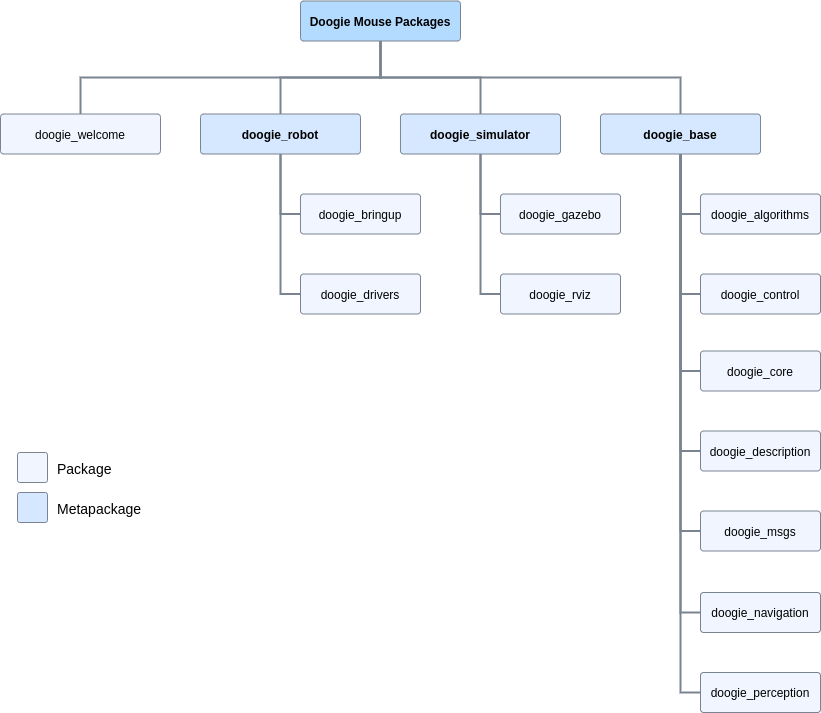 Doogie Mouse Packages
doogie_welcome
doogie_robot
doogie_simulator
doogie_base
doogie_bringup
doogie_gazebo
doogie_algorithms
doogie_drivers
doogie_rviz
doogie_control
doogie_core
doogie_description
Package
Metapackage
doogie_msgs
doogie_navigation
doogie_perception